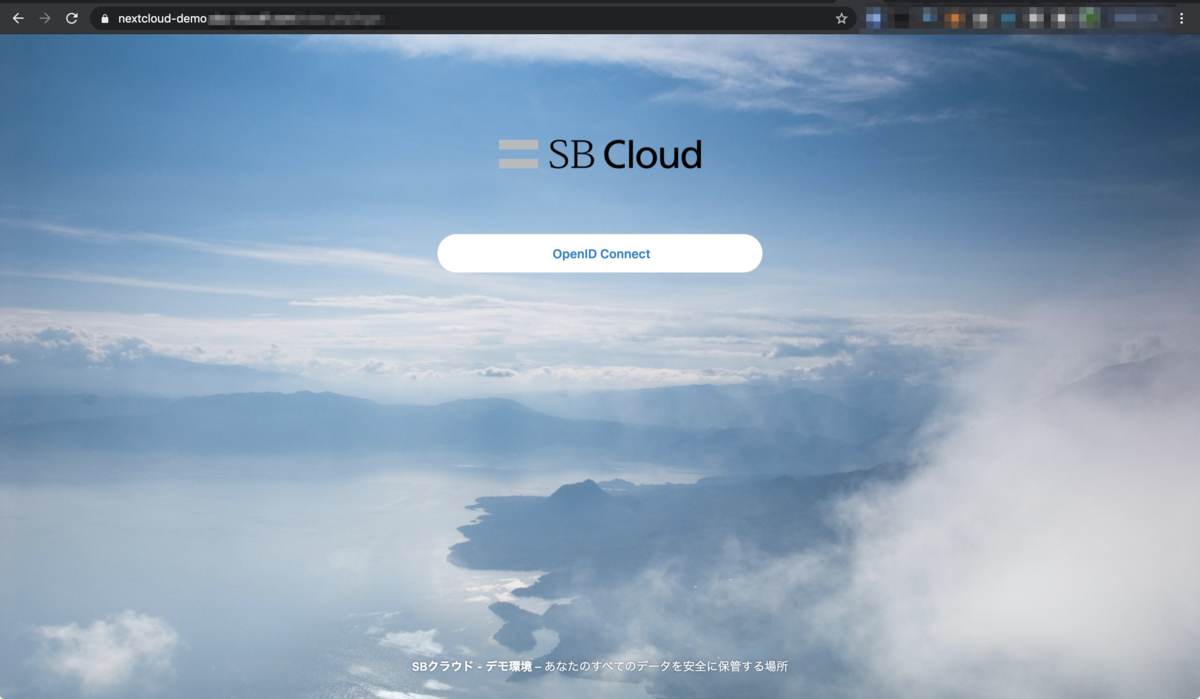 nextcloud-demo
SB Cloud
OpenID Connect
SBクラウド - デモ環境 – あなたのすべてのデータを安全に保管する場所